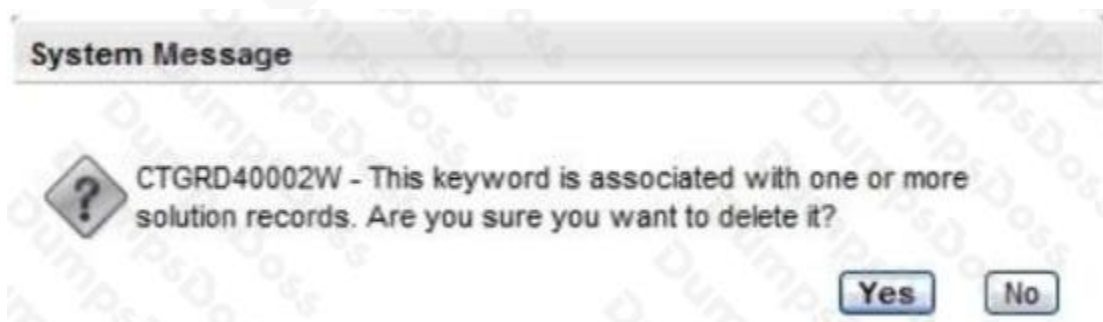 System Message
CTGRD40002W - This keyword is associated with one or more
solution records. Are you sure you want to delete it?
Yes No
DumpsDoss